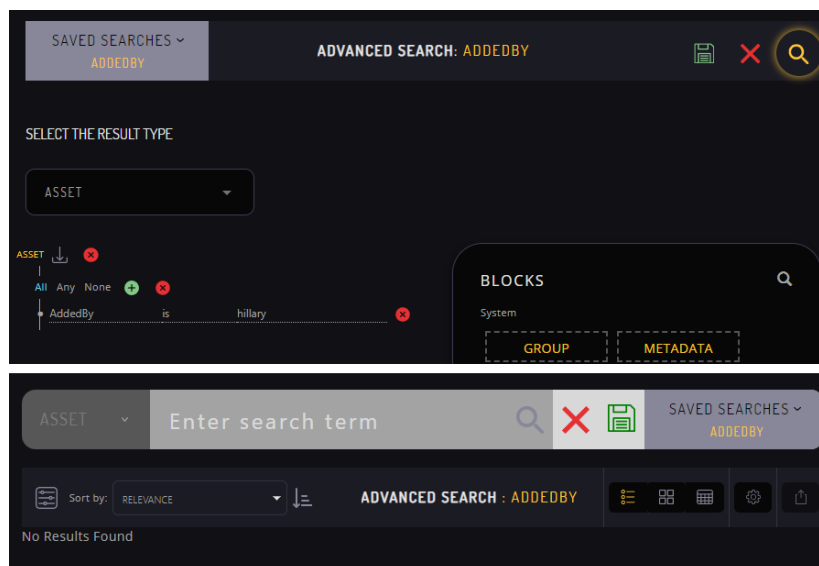 SAVED SEARCHES
ADDEDBY
ADVANCED SEARCH: ADDEDBY
SELECT THE RESULT TYPE
ASSET
ASSET
All Any None
AddedBy is hillary
BLOCKS
System
GROUP METADATA
ASSET Enter search term SAVED SEARCHES
ADDEDBY
Sort by: RELEVANCE ADVANCED SEARCH : ADDEDBY
No Results Found